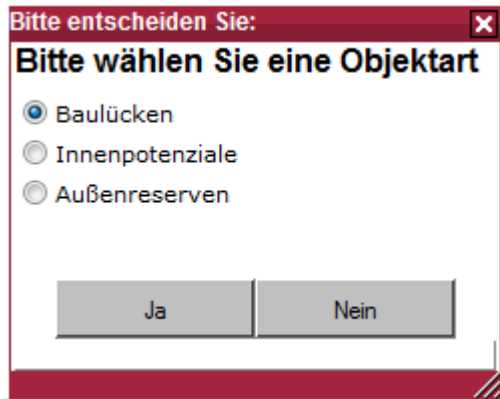 Bitte entscheiden Sie:
Bitte wählen Sie eine Objektart
Baulücken
Innenpotenziale
Außenreserven
Ja Nein